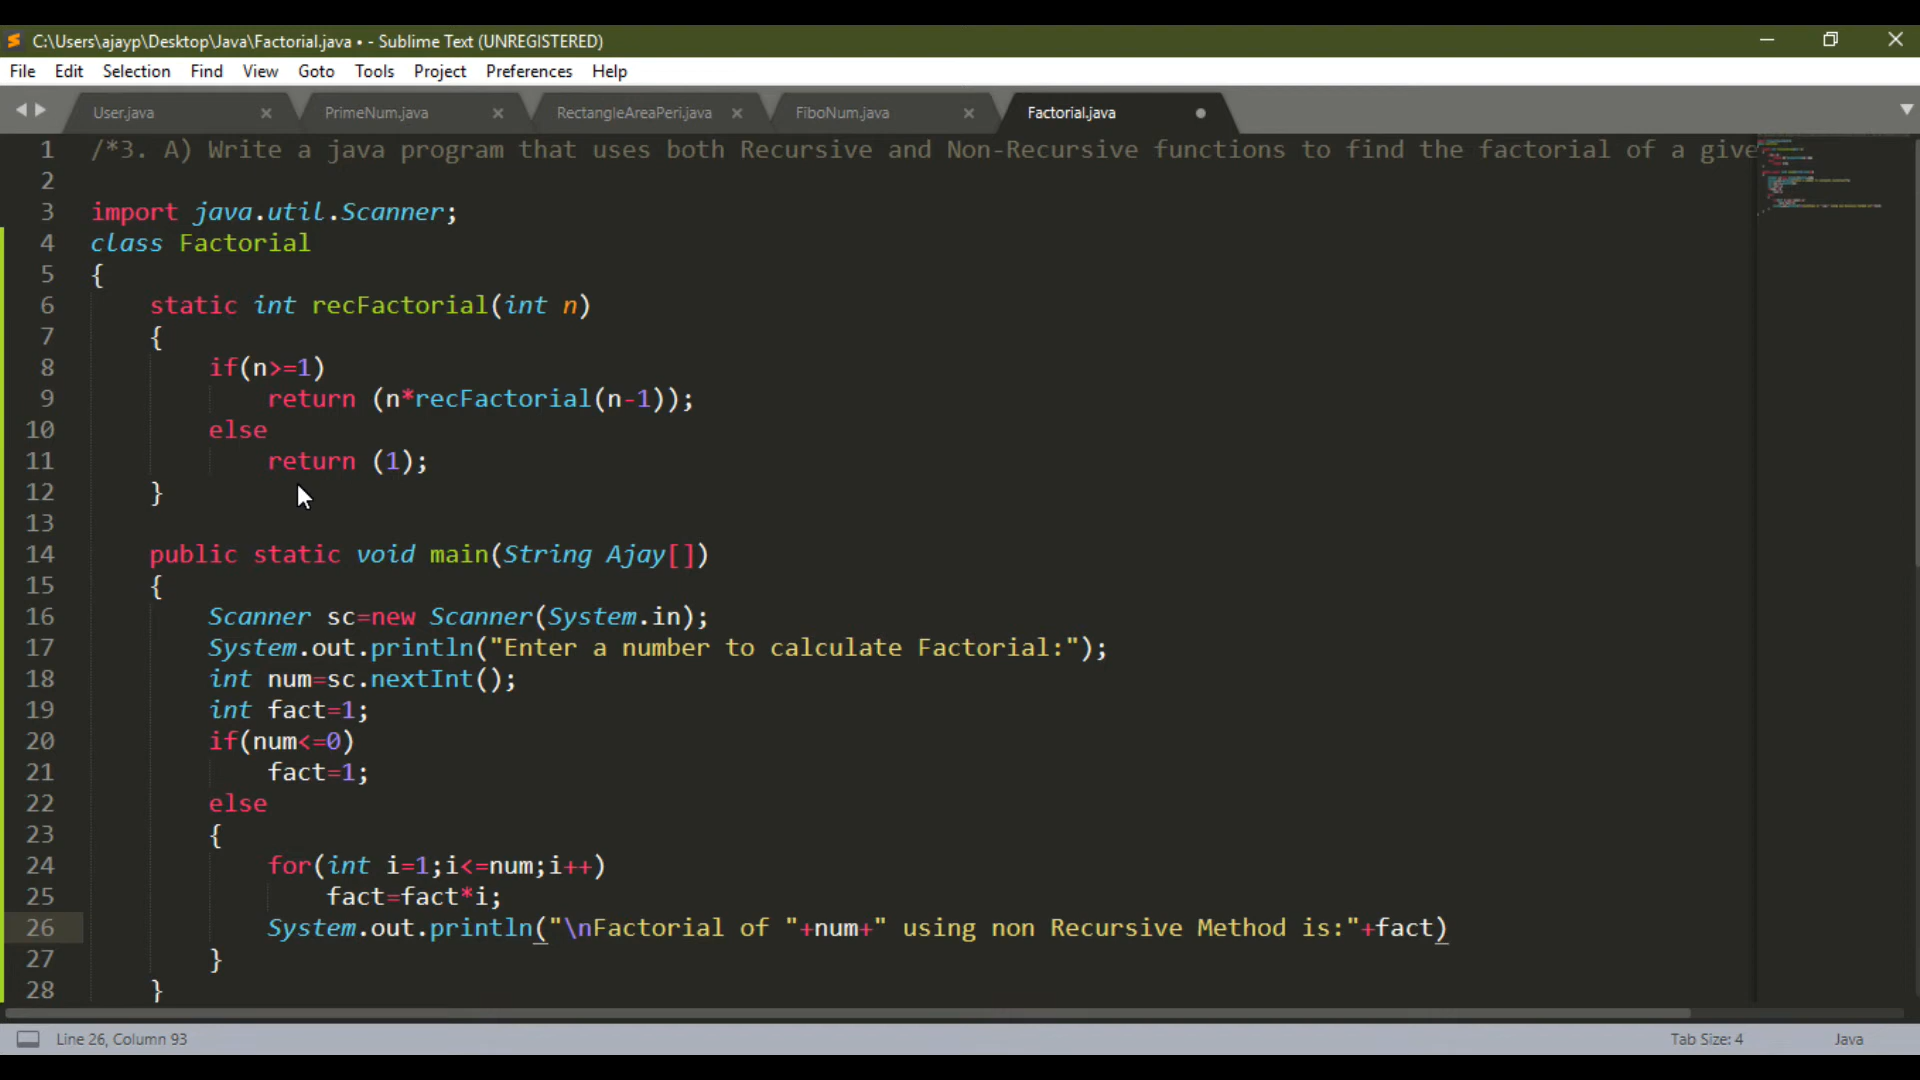 C:\Users\ajayp\Desktop\Java\Factorial.java • - Sublime Text (UNREGISTERED)
File Edit Selection Find View Goto Tools Project Preferences Help
User.java PrimeNum.java RectangleAreaPeri.java FiboNum.java Factorial.java
1 /*3. A) Write a java program that uses both Recursive and Non-Recursive functions to find the factorial of a give
2
3 import java.util.Scanner;
4 class Factorial
5 {
6 static int recFactorial(int n)
7 {
8 if(n>=1)
9 return (n*recFactorial(n-1));
10 else
11 return (1);
12 }
13
14 public static void main(String Ajay[])
15 {
16 Scanner sc=new Scanner(System.in);
17 System.out.println("Enter a number to calculate Factorial:");
18 int num=sc.nextInt();
19 int fact=1;
20 if(num<=0)
21 fact=1;
22 else
23 {
24 for(int i=1;i<=num;i++)
25 fact=fact*i;
26 System.out.println("\nFactorial of "+num+" using non Recursive Method is:"+fact)
27 }
28 }
Line 26, Column 93 Tab Size: 4 Java